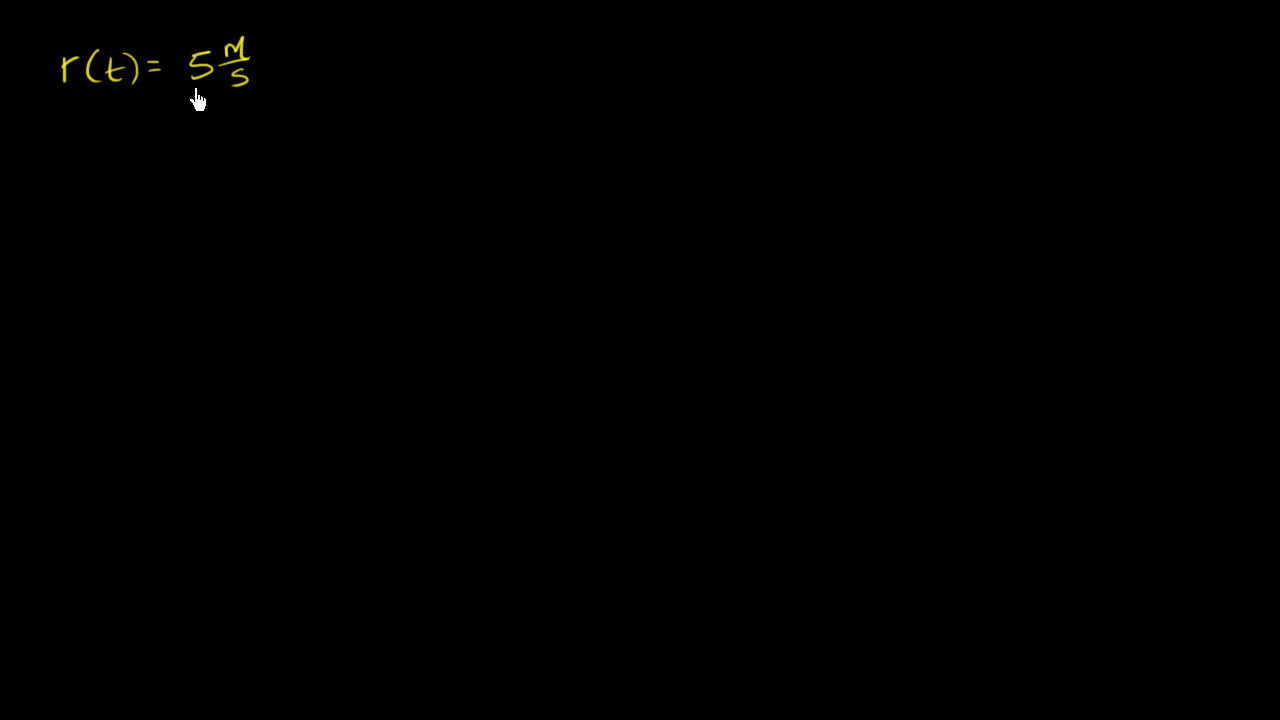 r(t) = 5 m/s